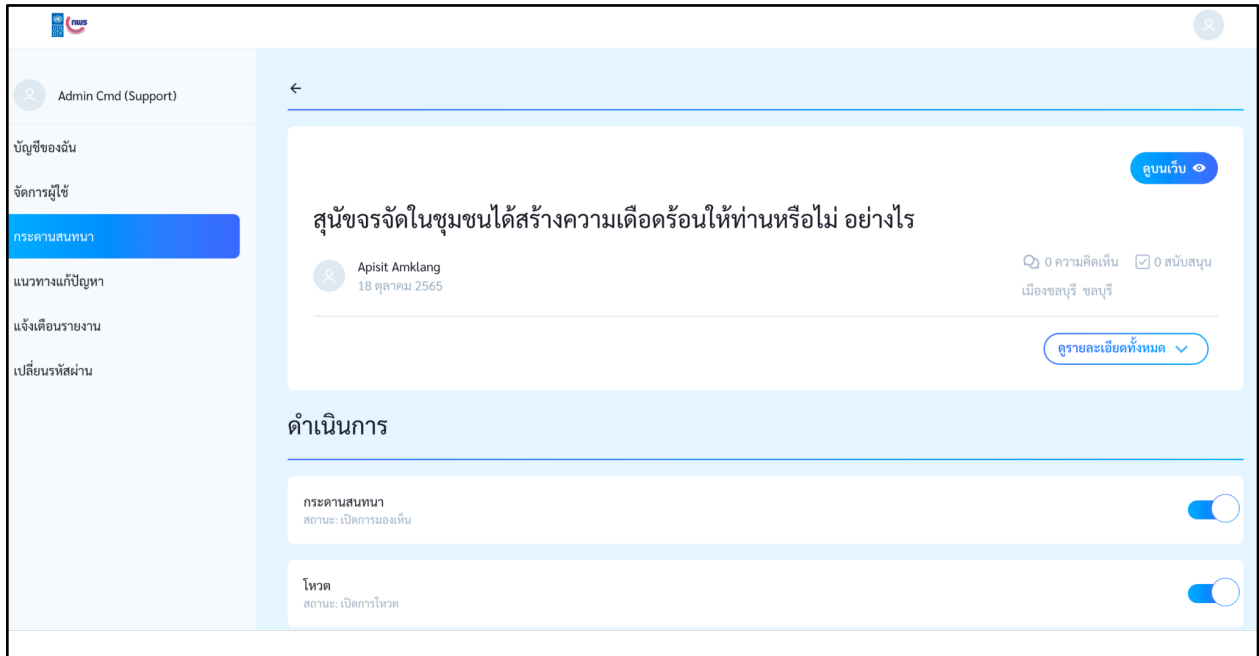 กพร
Admin Cmd (Support)
บัญชีของฉัน
จัดการผู้ใช้
กระดานสนทนา
แนวทางแก้ปัญหา
แจ้งเตือนรายงาน
เปลี่ยนรหัสผ่าน
ดูบนเว็บ
สุนัขจรจัดในชุมชนได้สร้างความเดือดร้อนให้ท่านหรือไม่ อย่างไร
Apisit Amklang
18 ตุลาคม 2565
0 ความคิดเห็น 0 สนับสนุน
เมืองชลบุรี ชลบุรี
ดูรายละเอียดทั้งหมด
ดำเนินการ
กระดานสนทนา
สถานะ: เปิดการมองเห็น
โหวต
สถานะ: เปิดการโหวต